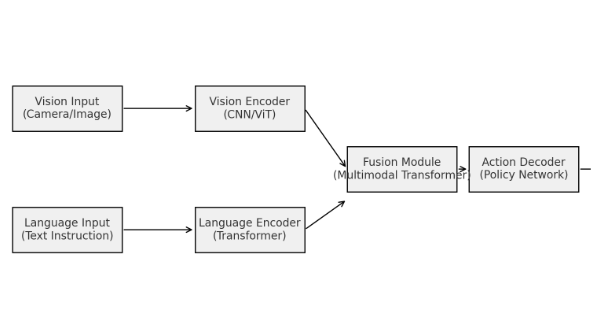 Vision Input
(Camera/Image)
Vision Encoder
(CNN/ViT)
Fusion Module
(Multimodal Transformer)
Action Decoder
(Policy Network)
Language Input
(Text Instruction)
Language Encoder
(Transformer)